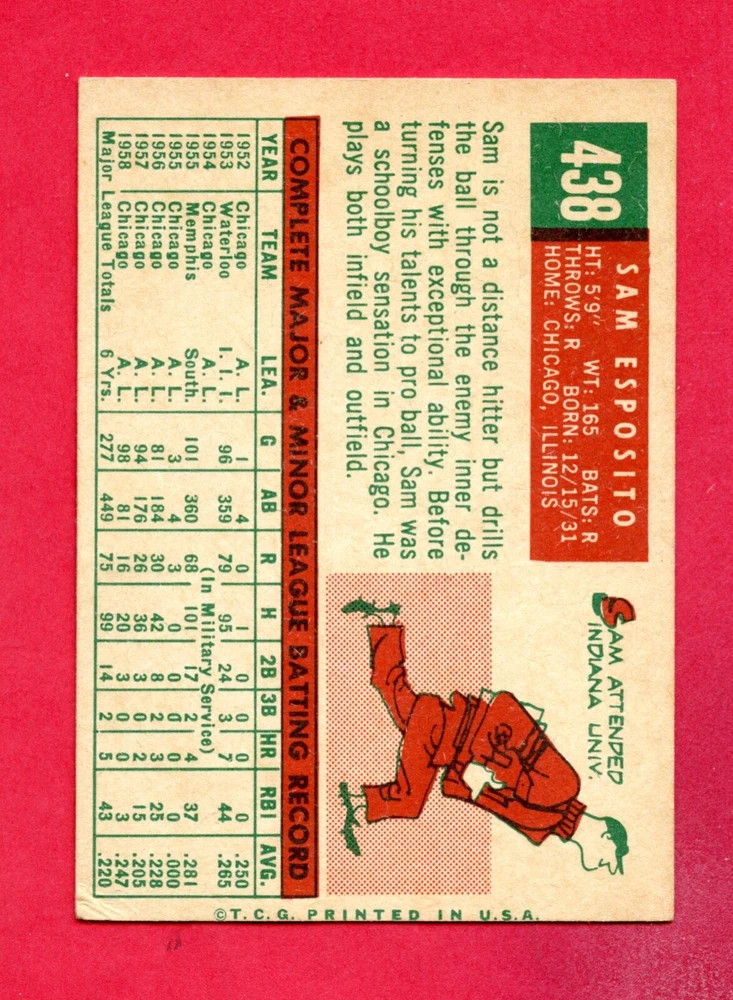 438
SAM ESPOSITO
HT: 5'9" WT: 165 BATS: R
THROWS: R BORN: 12/15/31
HOME: CHICAGO, ILLINOIS
Sam is not a distance hitter but drills
the ball through the enemy inner de-
fenses with exceptional ability. Before
turning his talents to pro ball, Sam was
a schoolboy sensation in Chicago. He
plays both infield and outfield.
SAM ATTENDED
INDIANA UNIV.
COMPLETE MAJOR & MINOR LEAGUE BATTING RECORD
YEAR TEAM LEA. G AB R H 2B 3B HR RBI AVG.
1952 Chicago A. L. 1 4 0 1 0 0 0 0 .250
1953 Waterloo I. I. I. 96 359 79 95 24 3 7 44 .265
1954 Chicago A. L. (In Military Service)
1955 Memphis South. 101 360 68 101 17 2 4 37 .281
1955 Chicago A. L. 3 4 3 0 0 0 0 0 .000
1956 Chicago A. L. 81 184 30 42 8 2 3 25 .228
1957 Chicago A. L. 94 176 26 36 3 0 2 15 .205
1958 Chicago A. L. 98 81 16 20 3 0 0 3 .247
Major League Totals 6 Yrs. 277 449 75 99 14 2 5 43 .220
©T.C.G. PRINTED IN U.S.A.